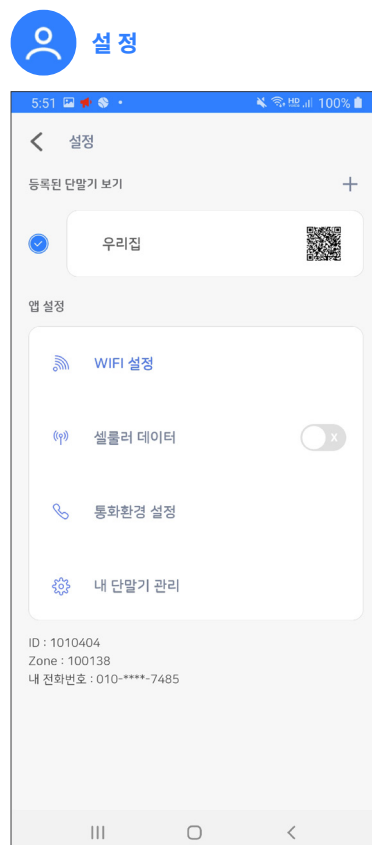 설 정
5:51 HD 100%
설정
등록된 단말기 보기
우리집
앱 설정
WIFI 설정
셀룰러 데이터 X
통화환경 설정
내 단말기 관리
ID : 1010404
Zone : 100138
내 전화번호 : 010-****-7485